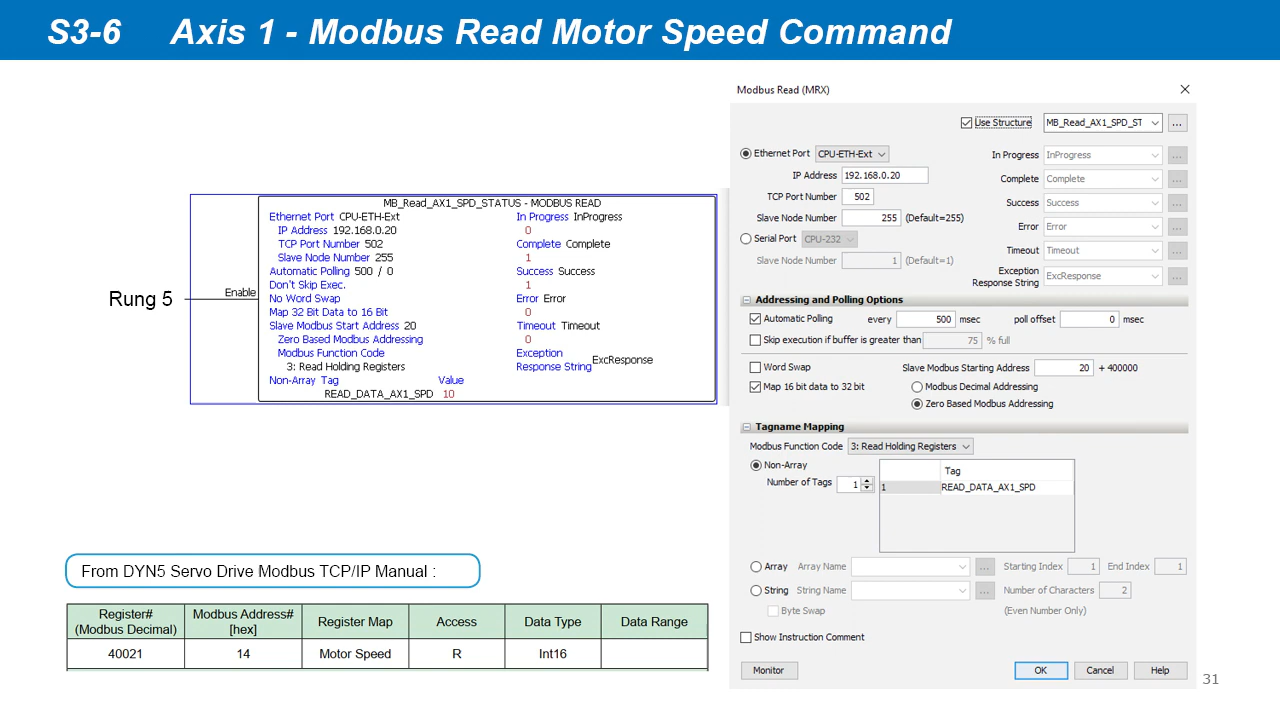 S3-6 Axis 1 - Modbus Read Motor Speed Command
Rung 5
Enable
MB_Read_AX1_SPD_STATUS - MODBUS READ
Ethernet Port CPU-ETH-Ext
IP Address 192.168.0.20
TCP Port Number 502
Slave Node Number 255
Automatic Polling 500 / 0
Don't Skip Exec.
No Word Swap
Map 32 Bit Data to 16 Bit
Slave Modbus Start Address 20
Zero Based Modbus Addressing
Modbus Function Code
3: Read Holding Registers
Non-Array Tag Value
READ_DATA_AX1_SPD 10
In Progress InProgress
0
Complete Complete
1
Success Success
1
Error Error
0
Timeout Timeout
0
Exception
Response String ExcResponse
From DYN5 Servo Drive Modbus TCP/IP Manual :
Register# (Modbus Decimal) Modbus Address# [hex] Register Map Access Data Type Data Range
40021 14 Motor Speed R Int16
Modbus Read (MRX)
Use Structure MB_Read_AX1_SPD_ST ...
Ethernet Port CPU-ETH-Ext
IP Address 192.168.0.20
TCP Port Number 502
Slave Node Number 255 (Default=255)
Serial Port CPU-232
Slave Node Number 1 (Default=1)
In Progress InProgress ...
Complete Complete ...
Success Success ...
Error Error ...
Timeout Timeout ...
Exception Response String ExcResponse ...
Addressing and Polling Options
Automatic Polling every 500 msec poll offset 0 msec
Skip execution if buffer is greater than 75 % full
Word Swap Slave Modbus Starting Address 20 + 400000
Map 16 bit data to 32 bit Modbus Decimal Addressing
Zero Based Modbus Addressing
Tagname Mapping
Modbus Function Code 3: Read Holding Registers
Non-Array
Number of Tags 1
Tag
1 READ_DATA_AX1_SPD
Array Array Name ... Starting Index 1 End Index 1
String String Name ... Number of Characters 2
Byte Swap (Even Number Only)
Show Instruction Comment
Monitor OK Cancel Help
31